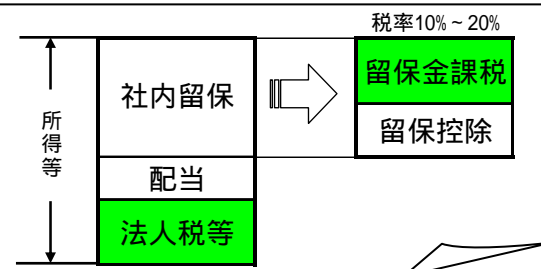 税率10%~20%
所得等
社内留保
配当
法人税等
留保金課税
留保控除